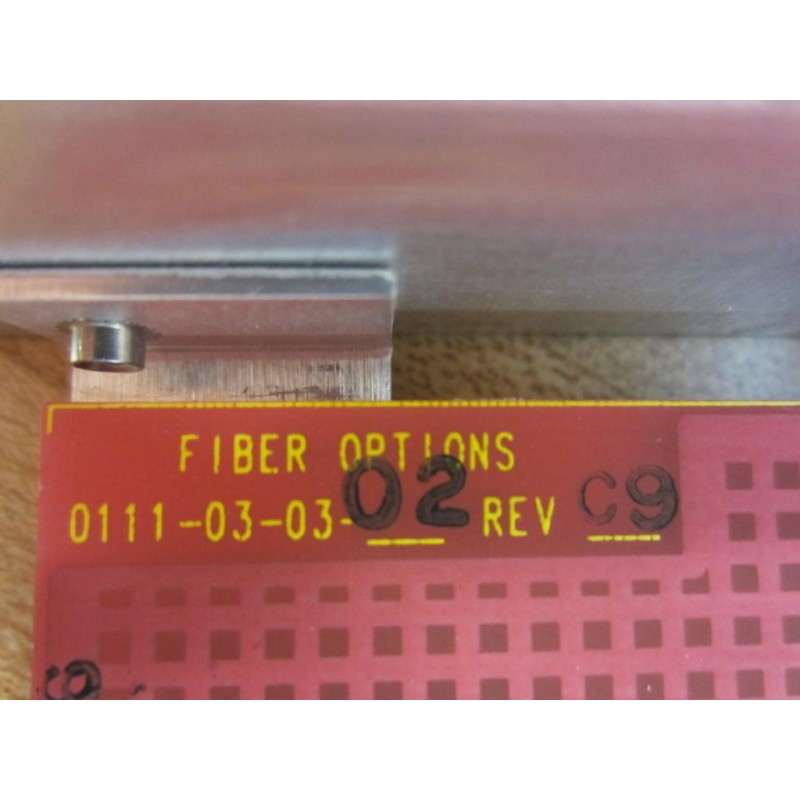 FIBER OPTIONS
0111-03-03-02 REV C9